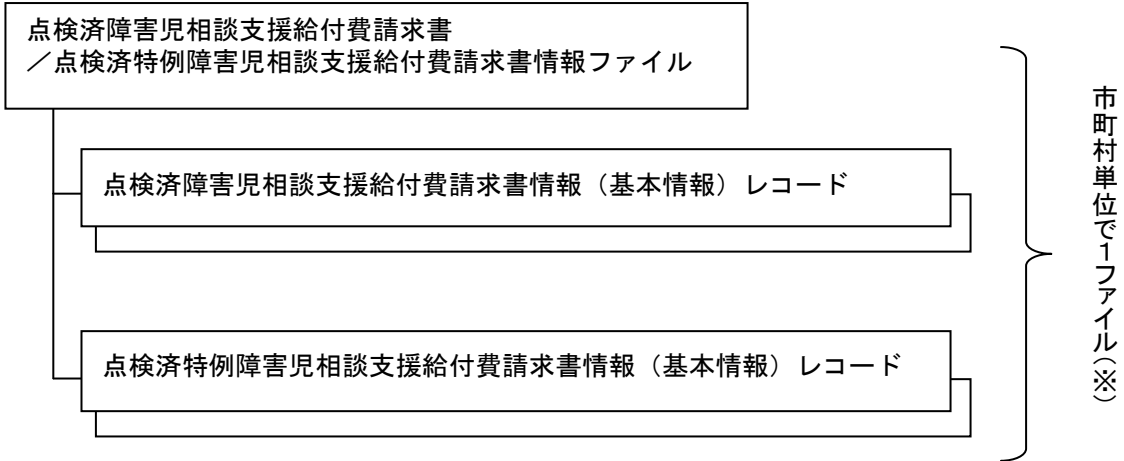 点検済障害児相談支援給付費請求書
／点検済特例障害児相談支援給付費請求書情報ファイル
点検済障害児相談支援給付費請求書情報（基本情報）レコード
点検済特例障害児相談支援給付費請求書情報（基本情報）レコード
市町村単位で１ファイル（※）